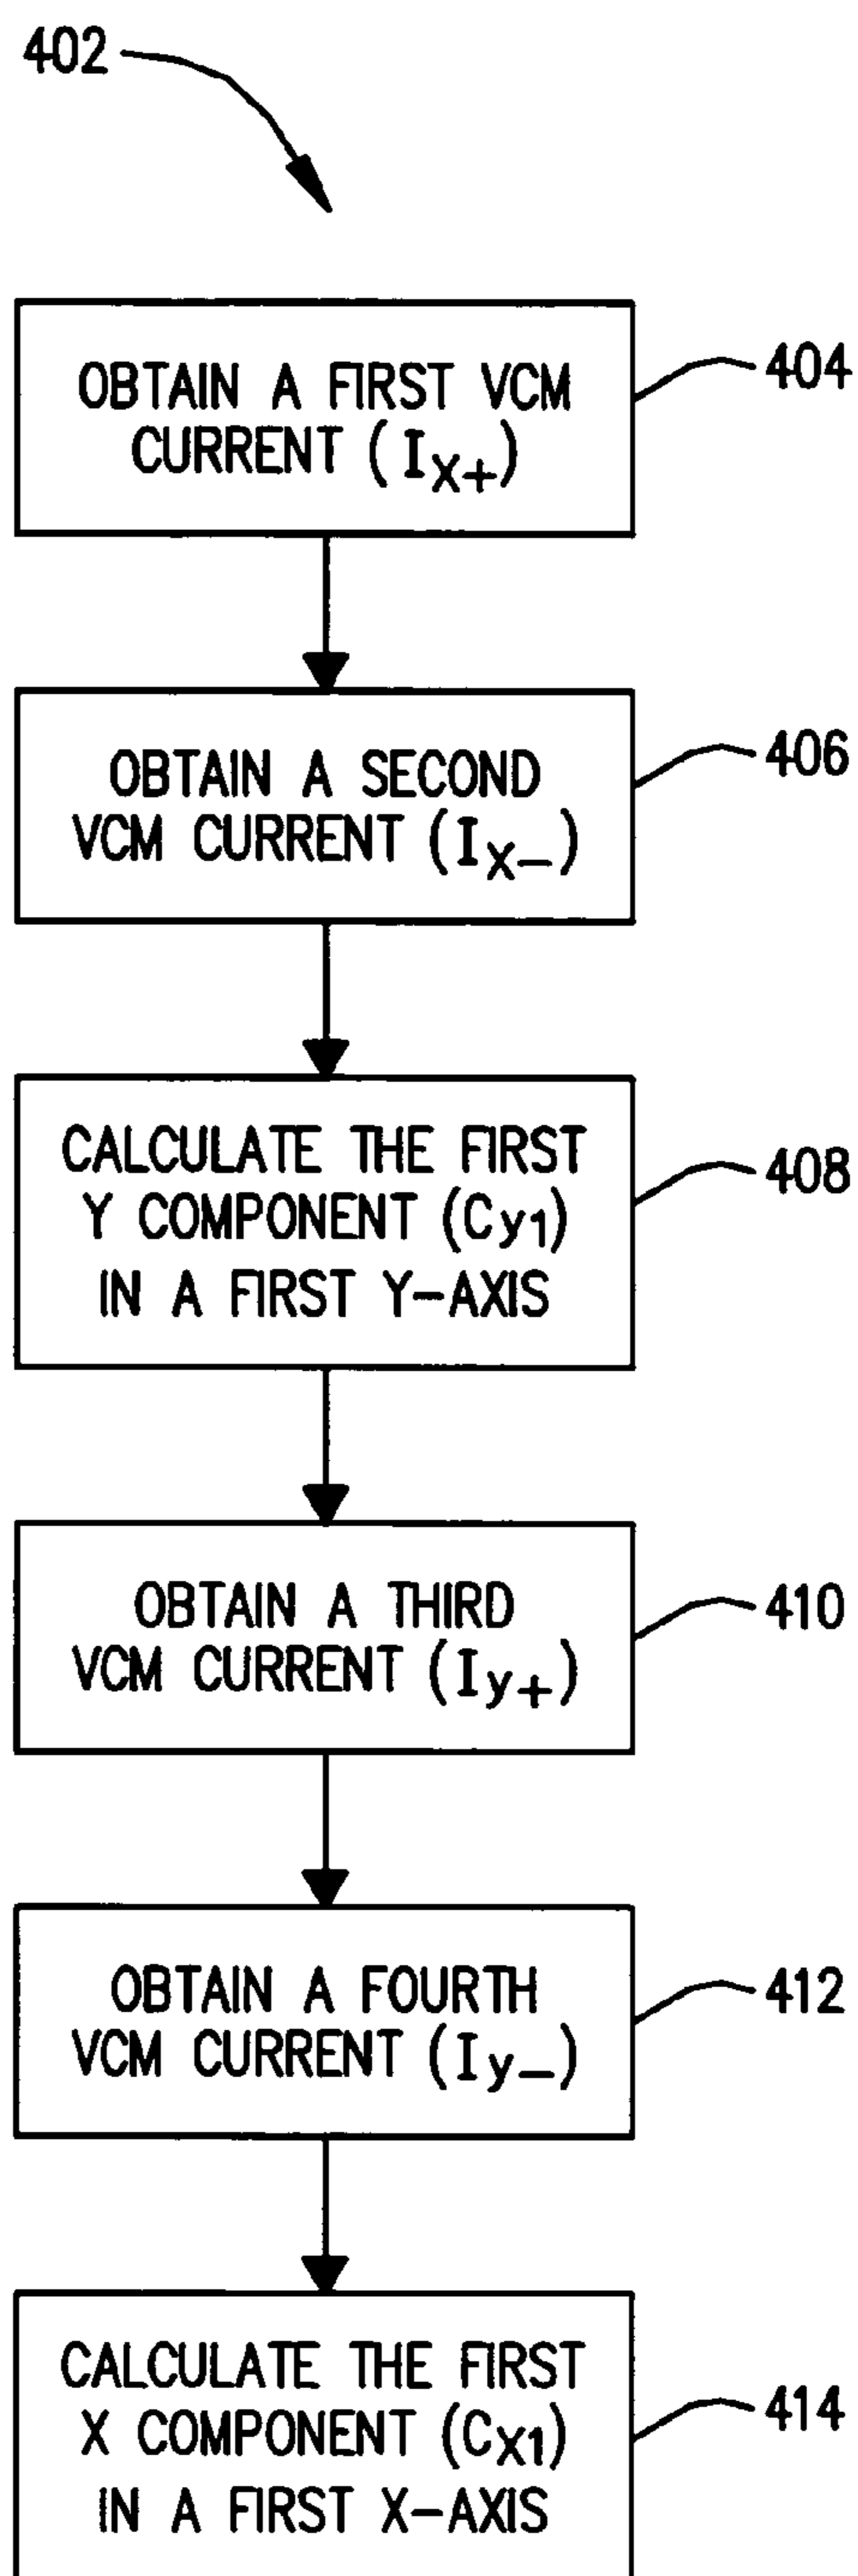 402
OBTAIN A FIRST VCM
CURRENT (IX+)
404
OBTAIN A SECOND
VCM CURRENT (IX−)
406
CALCULATE THE FIRST
Y COMPONENT (Cy1)
IN A FIRST Y-AXIS
408
OBTAIN A THIRD
VCM CURRENT (Iy+)
410
OBTAIN A FOURTH
VCM CURRENT (Iy−)
412
CALCULATE THE FIRST
X COMPONENT (CX1)
IN A FIRST X-AXIS
414